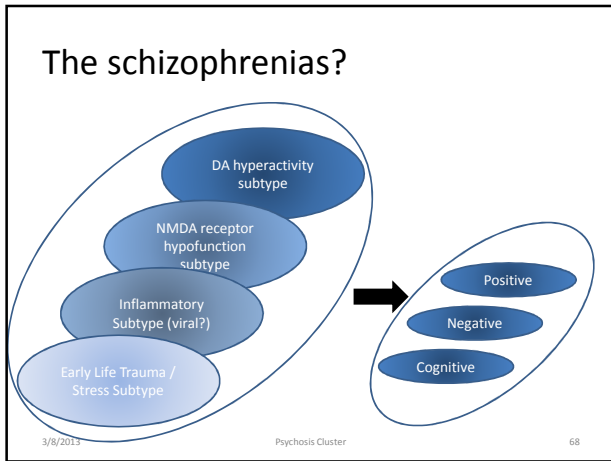 The schizophrenias?
DA hyperactivity
subtype
NMDA receptor
hypofunction
subtype
Inflammatory
Subtype (viral?)
Early Life Trauma /
Stress Subtype
Positive
Negative
Cognitive
3/8/2013
Psychosis Cluster
68